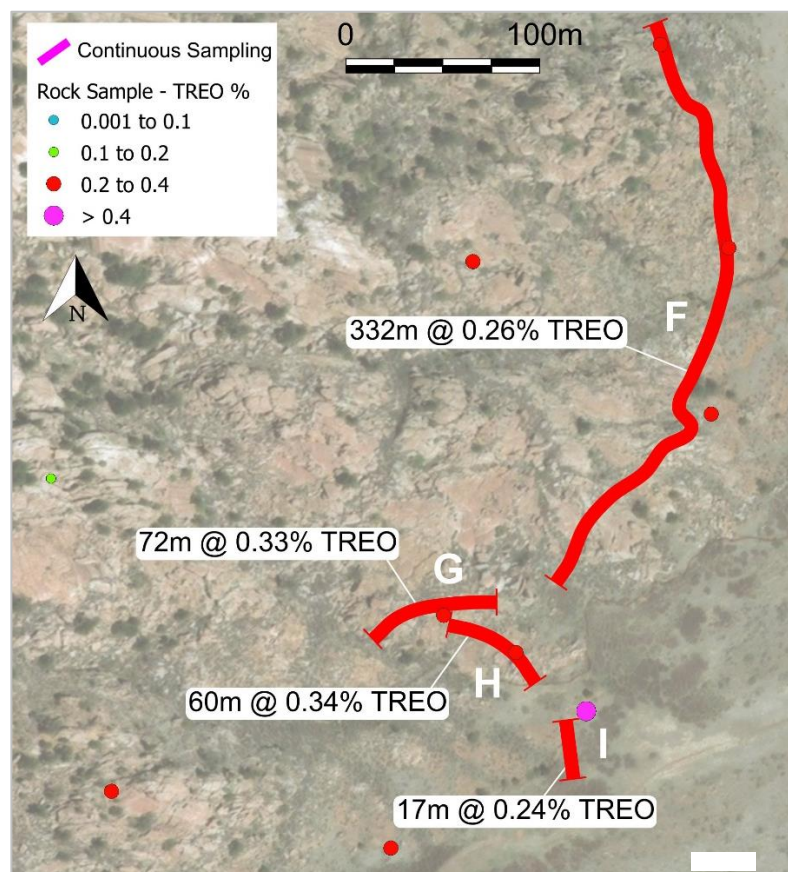 0 100m
Continuous Sampling
Rock Sample - TREO %
0.001 to 0.1
0.1 to 0.2
0.2 to 0.4
> 0.4
N
F
332m @ 0.26% TREO
72m @ 0.33% TREO
G
H
60m @ 0.34% TREO
I
17m @ 0.24% TREO